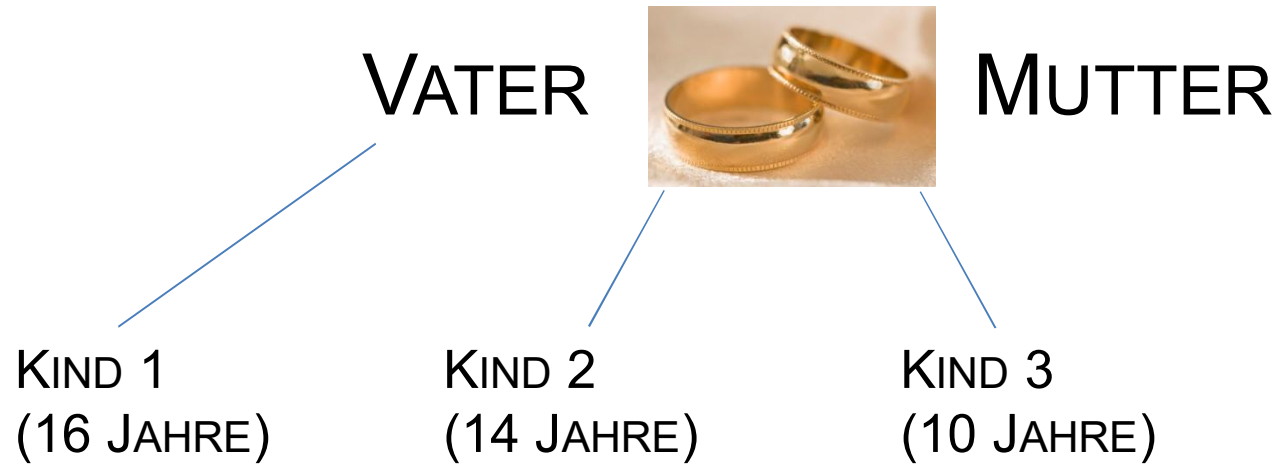 VATER
MUTTER
KIND 1
(16 JAHRE)
KIND 2
(14 JAHRE)
KIND 3
(10 JAHRE)